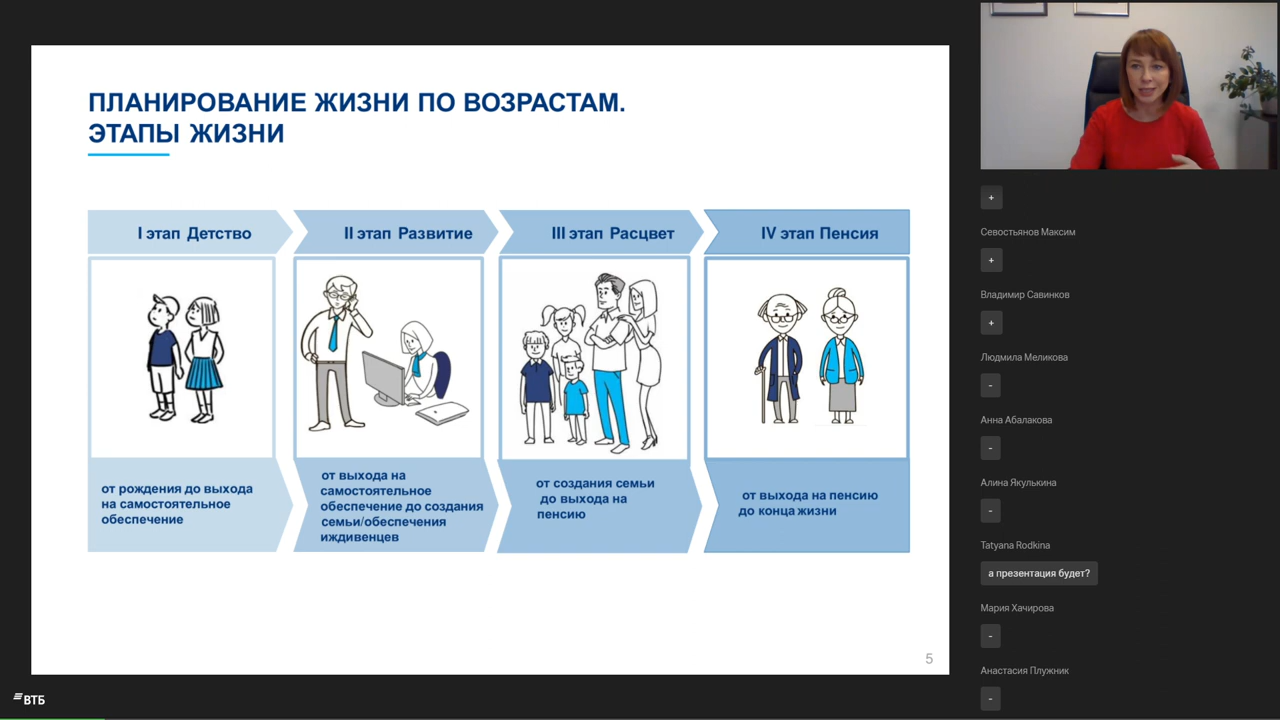 ПЛАНИРОВАНИЕ ЖИЗНИ ПО ВОЗРАСТАМ.
ЭТАПЫ ЖИЗНИ
I этап Детство
II этап Развитие
III этап Расцвет
IV этап Пенсия
от рождения до выхода
на самостоятельное
обеспечение
от выхода на
самостоятельное
обеспечение до создания
семьи/обеспечения
иждивенцев
от создания семьи
до выхода на
пенсию
от выхода на пенсию
до конца жизни
5
ВТБ
+
Севостьянов Максим
+
Владимир Савинков
+
Людмила Меликова
-
Анна Абалакова
-
Алина Якулькина
-
Tatyana Rodkina
а презентация будет?
Мария Хачирова
-
Анастасия Плужник
-